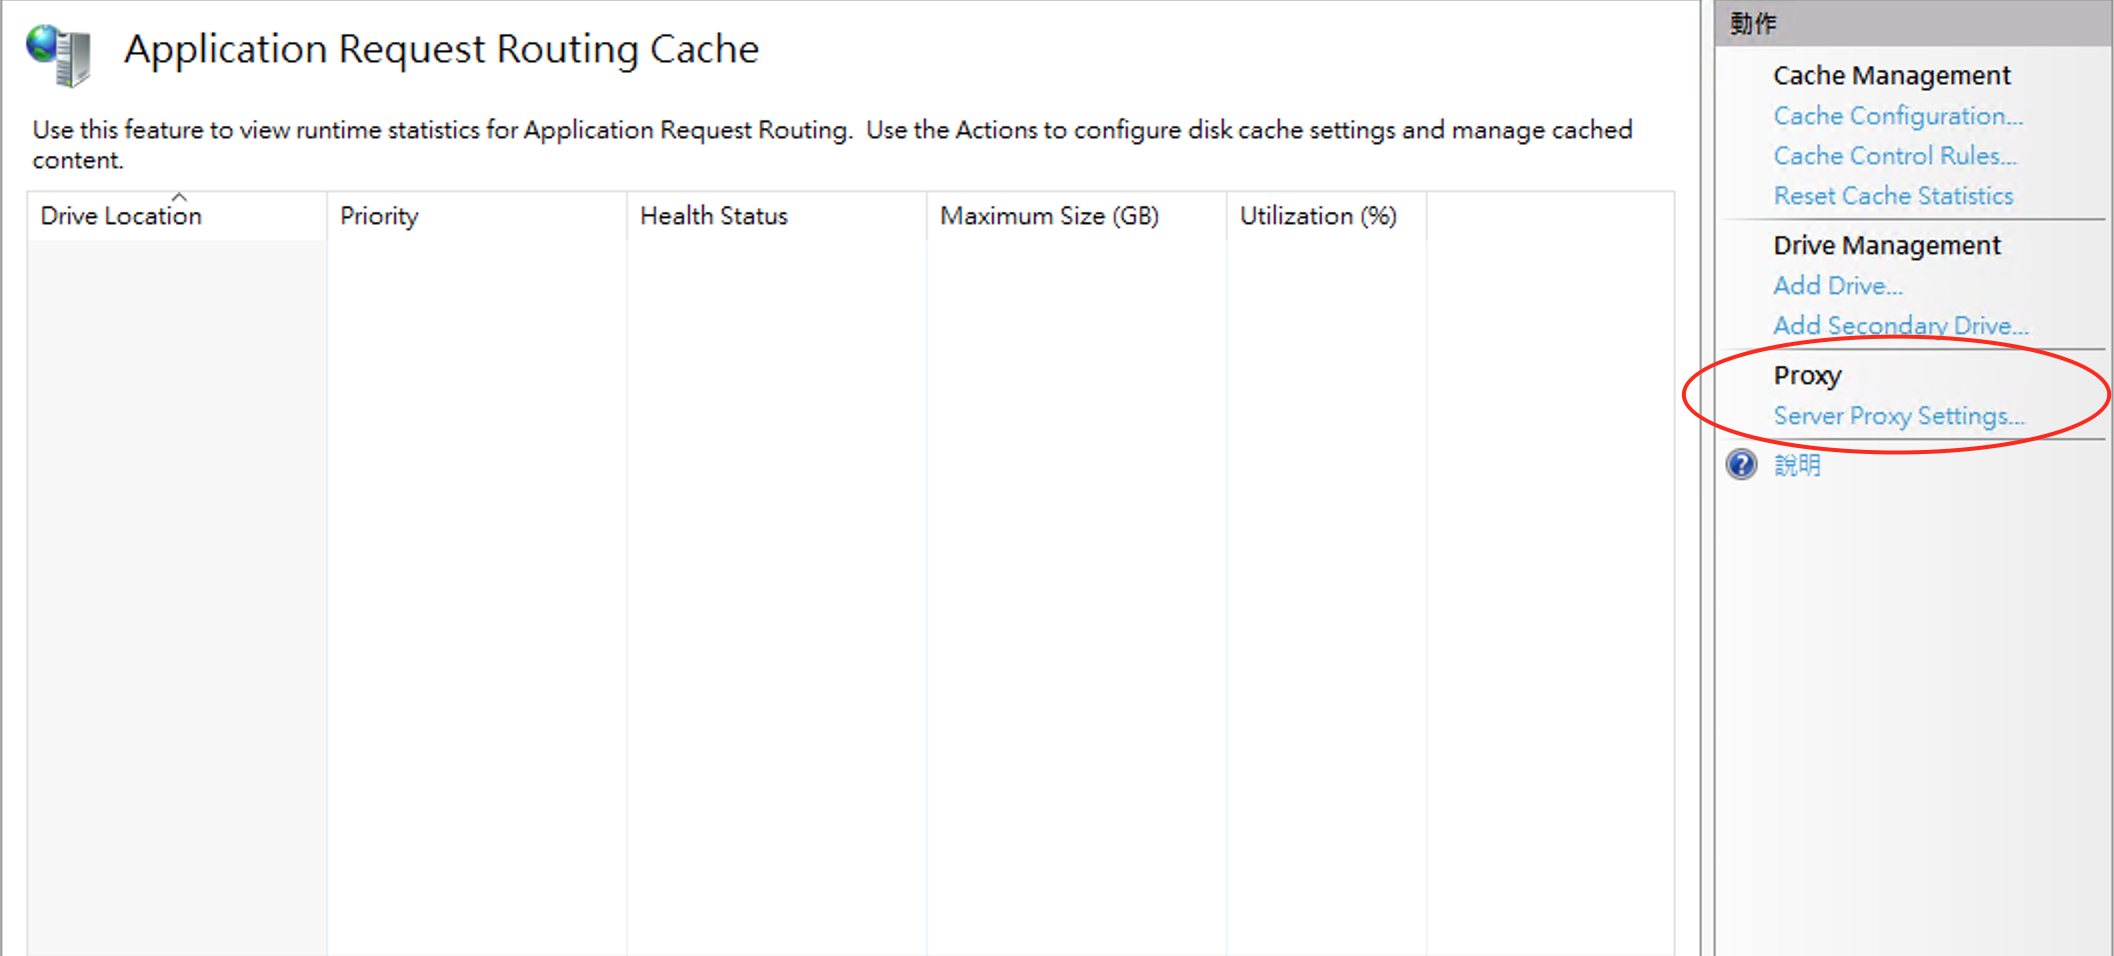 Application Request Routing Cache
Use this feature to view runtime statistics for Application Request Routing.  Use the Actions to configure disk cache settings and manage cached
content.
Drive Location
Priority
Health Status
Maximum Size (GB)
Utilization (%)
動作
Cache Management
Cache Configuration...
Cache Control Rules...
Reset Cache Statistics
Drive Management
Add Drive...
Add Secondary Drive...
Proxy
Server Proxy Settings...
?
說明